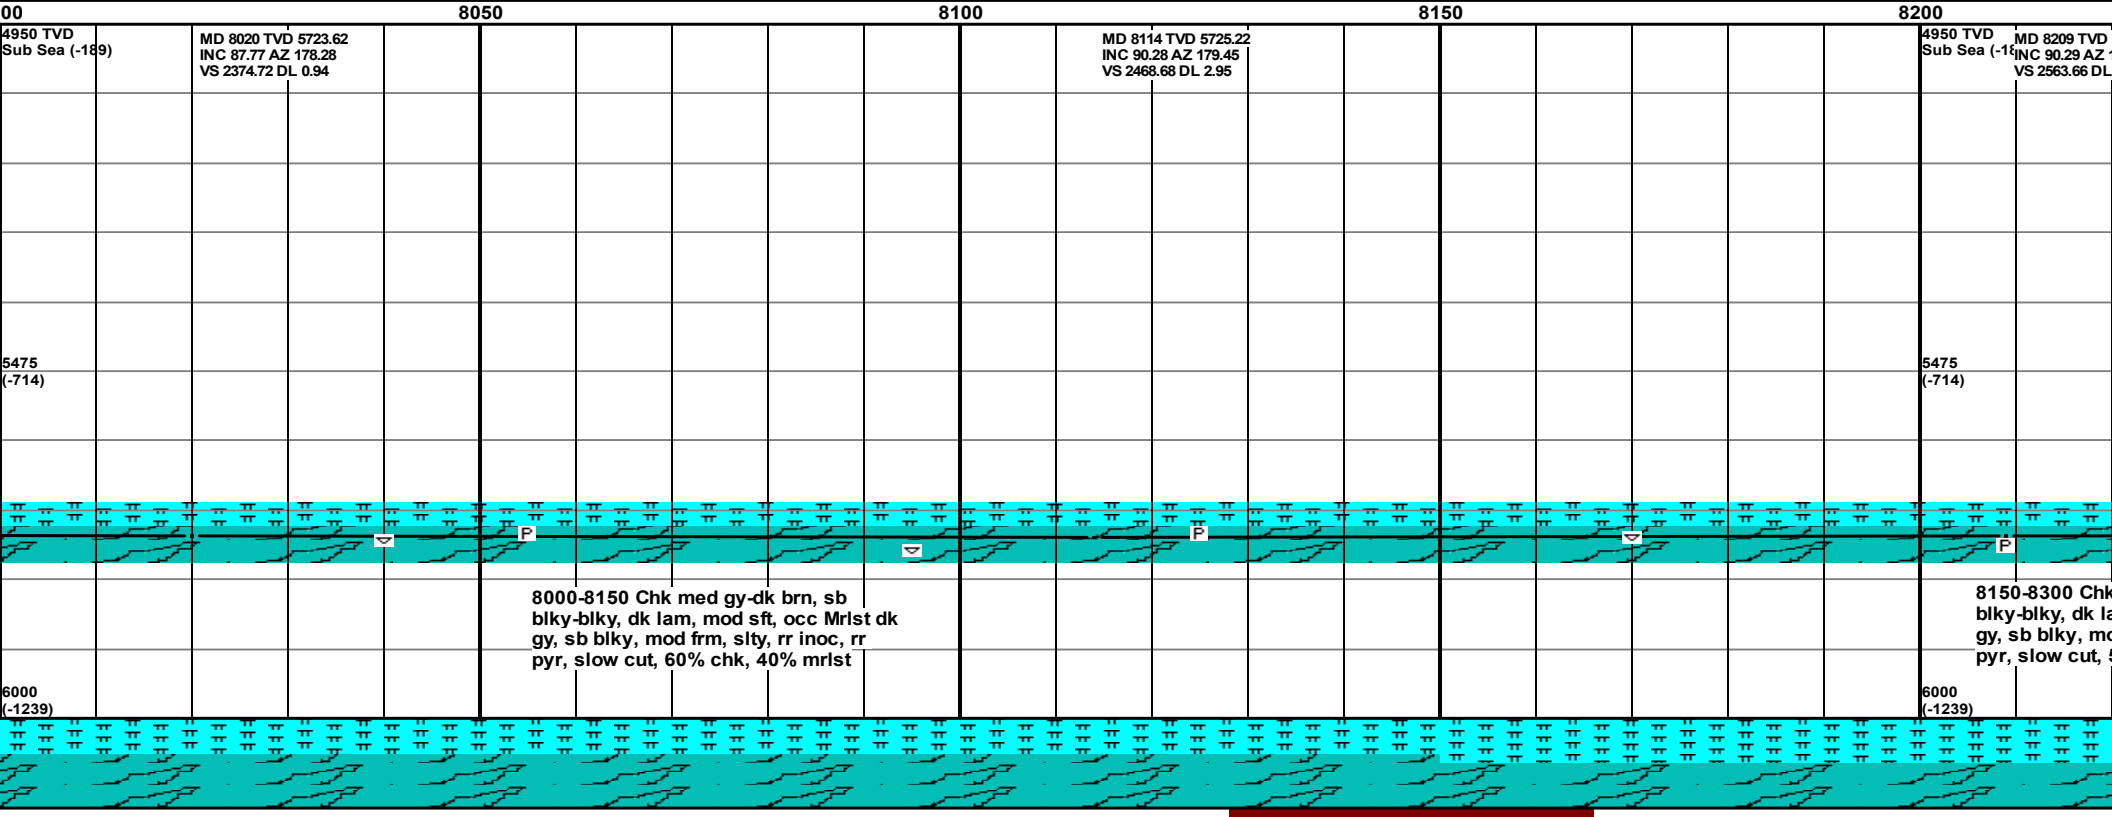 00 8050 8100 8150 8200
4950 TVD
Sub Sea (-189)
MD 8020 TVD 5723.62
INC 87.77 AZ 178.28
VS 2374.72 DL 0.94
MD 8114 TVD 5725.22
INC 90.28 AZ 179.45
VS 2468.68 DL 2.95
4950 TVD
Sub Sea (-18
MD 8209 TVD
INC 90.29 AZ 1
VS 2563.66 DL
5475
(-714)
5475
(-714)
P
P
P
8000-8150 Chk med gy-dk brn, sb
blky-blky, dk lam, mod sft, occ Mrlst dk
gy, sb blky, mod frm, slty, rr inoc, rr
pyr, slow cut, 60% chk, 40% mrlst
8150-8300 Chk
blky-blky, dk la
gy, sb blky, mo
pyr, slow cut, 5
6000
(-1239)
6000
(-1239)